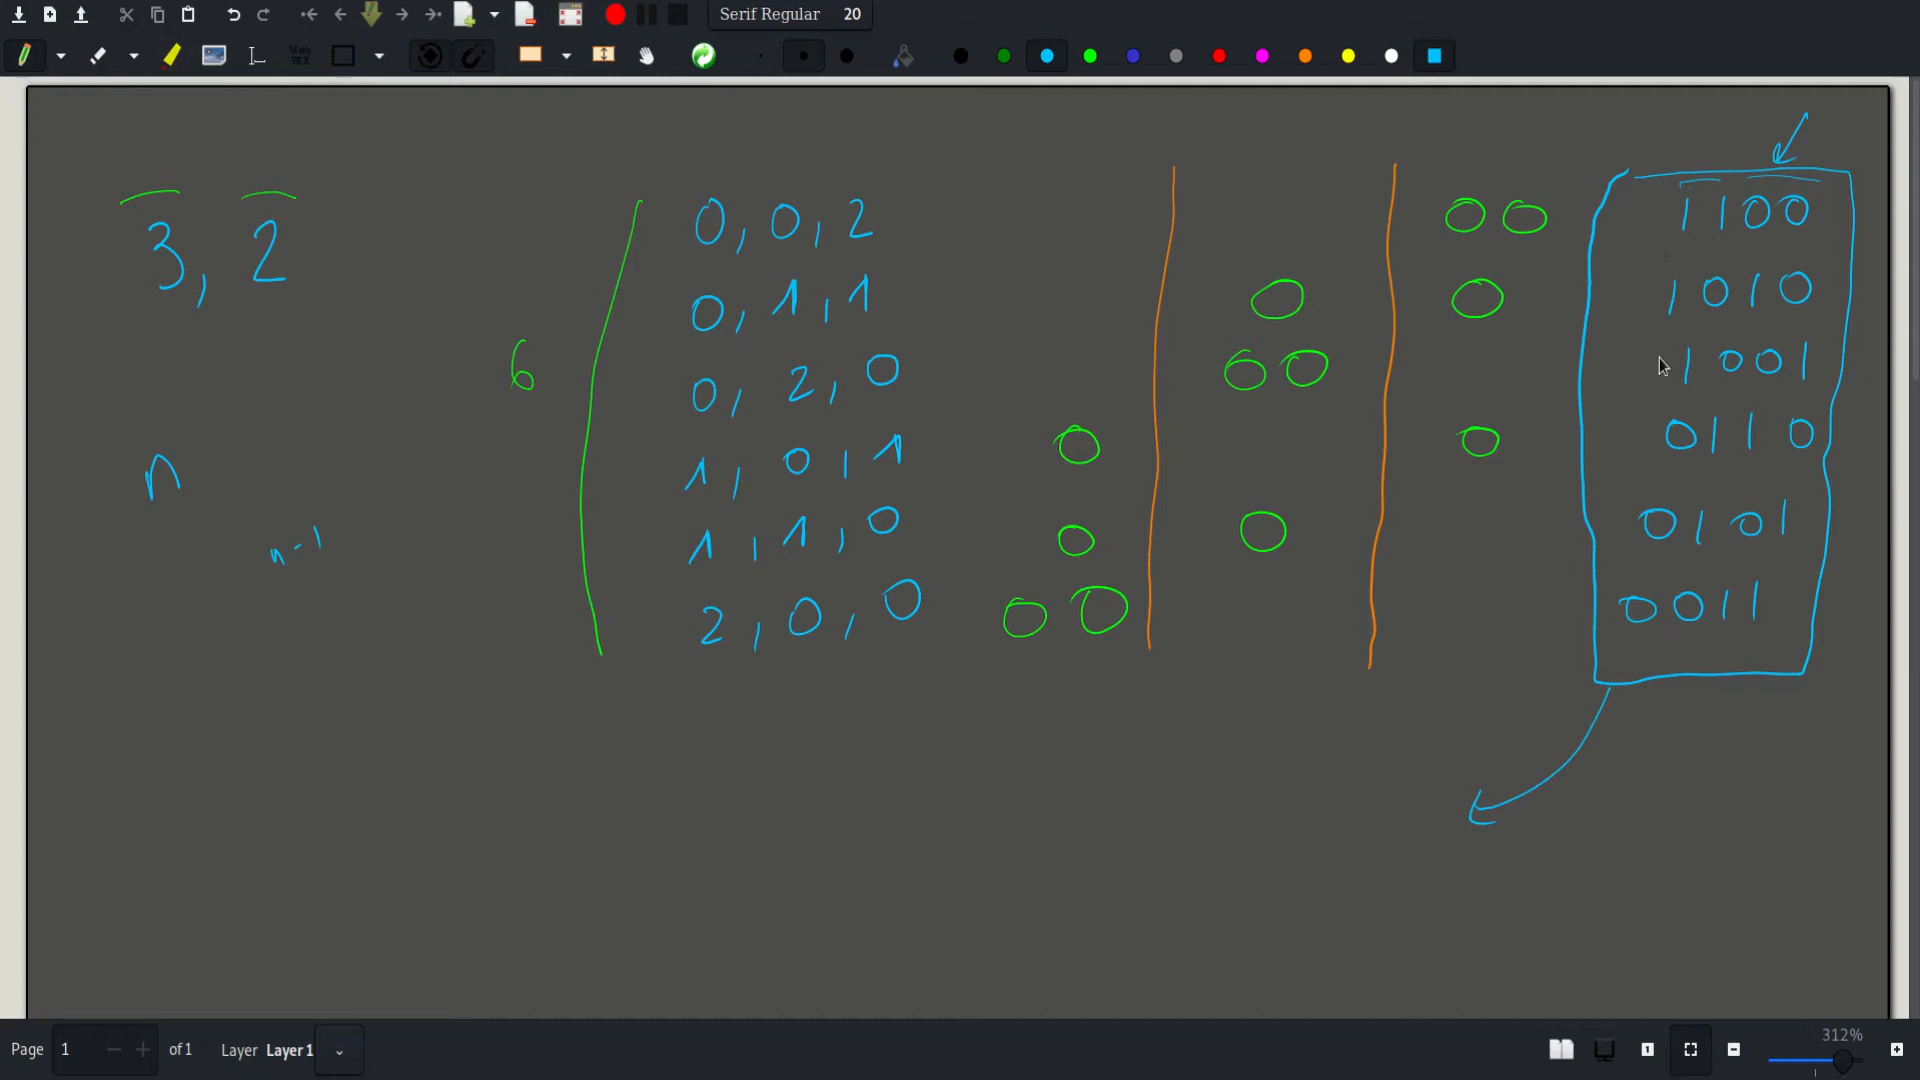 Serif Regular 20
3, 2
0, 0, 2 1100
0, 1, 1 1010
6 0, 2, 0 1001
1, 0, 1 0110
n
1, 1, 0 0101
n-1
2, 0, 0 0011
Page 1 of 1 Layer Layer 1 312%